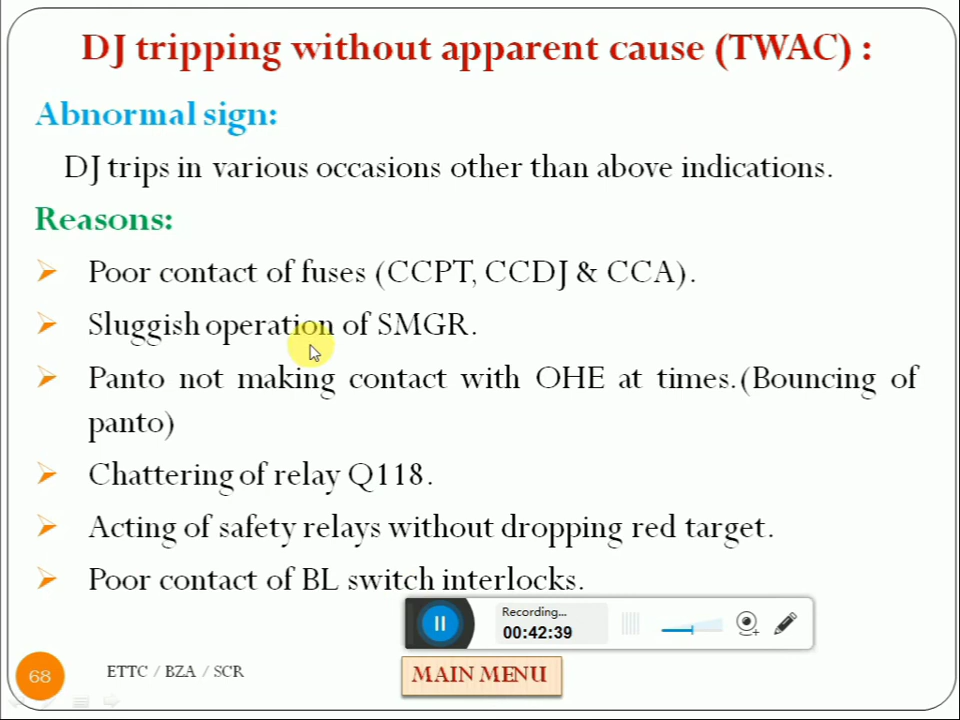 DJ tripping without apparent cause (TWAC) :
Abnormal sign:
DJ trips in various occasions other than above indications.
Reasons:
Poor contact of fuses (CCPT, CCDJ & CCA).
Sluggish operation of SMGR.
Panto not making contact with OHE at times.(Bouncing of
panto)
Chattering of relay Q118.
Acting of safety relays without dropping red target.
Poor contact of BL switch interlocks.
Recording...
00:42:39
68
ETTC / BZA / SCR
MAIN MENU